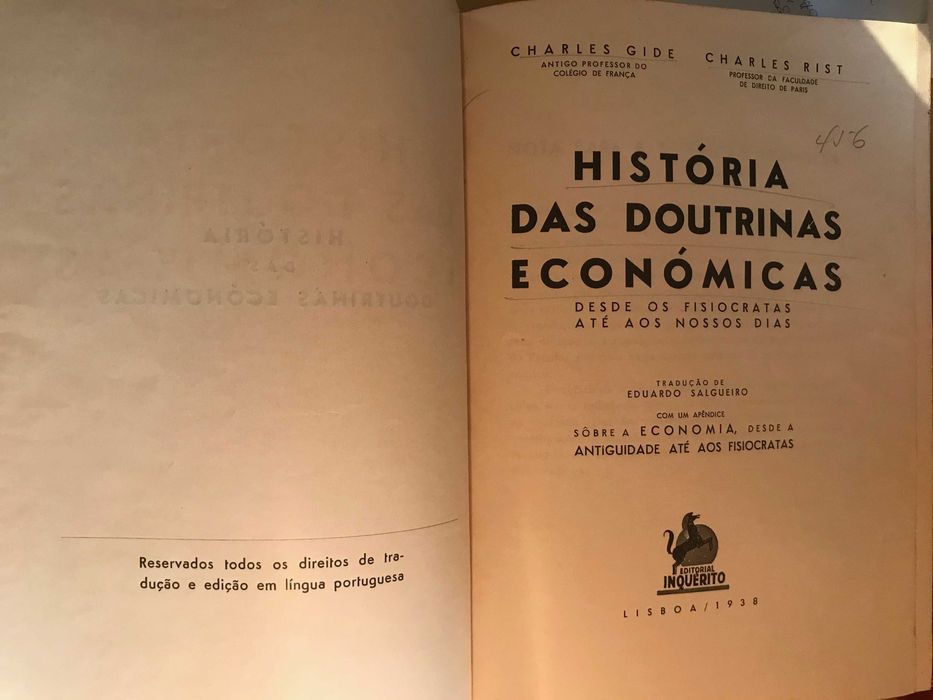 Reservados todos os direitos de tra-
dução e edição em língua portuguesa
CHARLES GIDE
ANTIGO PROFESSOR DO
COLÉGIO DE FRANÇA
CHARLES RIST
PROFESSOR DA FACULDADE
DE DIREITO DE PARIS
HISTÓRIA
DAS DOUTRINAS
ECONÓMICAS
DESDE OS FISIOCRATAS
ATÉ AOS NOSSOS DIAS
TRADUÇÃO DE
EDUARDO SALGUEIRO
COM UM APÊNDICE
SÔBRE A ECONOMIA, DESDE A
ANTIGUIDADE ATÉ AOS FISIOCRATAS
EDITORIAL
INQUÉRITO
LISBOA/1938